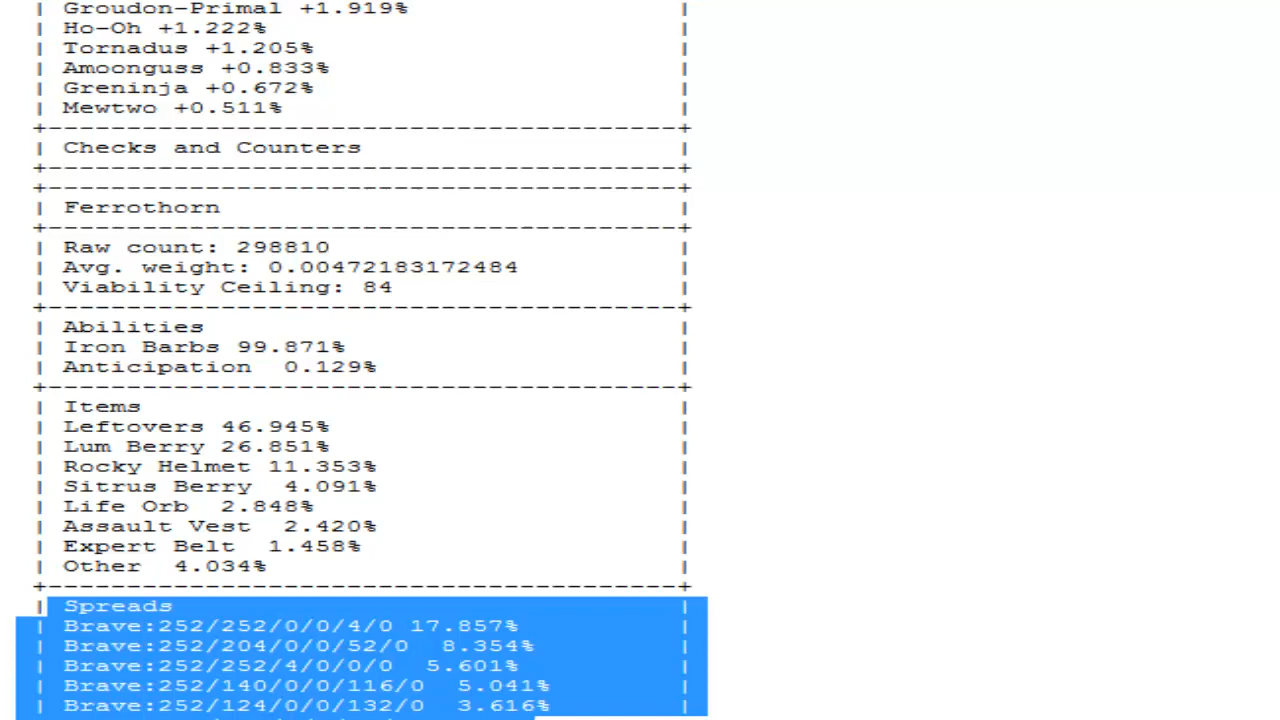 | Groudon-Primal +1.919% |
| Ho-Oh +1.222% |
| Tornadus +1.205% |
| Amoonguss +0.833% |
| Greninja +0.672% |
| Mewtwo +0.511% |
+----------------------------------------+
| Checks and Counters |
+----------------------------------------+
+----------------------------------------+
| Ferrothorn |
+----------------------------------------+
| Raw count: 298810 |
| Avg. weight: 0.00472183172484 |
| Viability Ceiling: 84 |
+----------------------------------------+
| Abilities |
| Iron Barbs 99.871% |
| Anticipation  0.129% |
+----------------------------------------+
| Items |
| Leftovers 46.945% |
| Lum Berry 26.851% |
| Rocky Helmet 11.353% |
| Sitrus Berry  4.091% |
| Life Orb  2.848% |
| Assault Vest  2.420% |
| Expert Belt  1.458% |
| Other  4.034% |
+----------------------------------------+
| Spreads |
| Brave:252/252/0/0/4/0 17.857% |
| Brave:252/204/0/0/52/0  8.354% |
| Brave:252/252/4/0/0/0  5.601% |
| Brave:252/140/0/0/116/0  5.041% |
| Brave:252/124/0/0/132/0  3.616% |